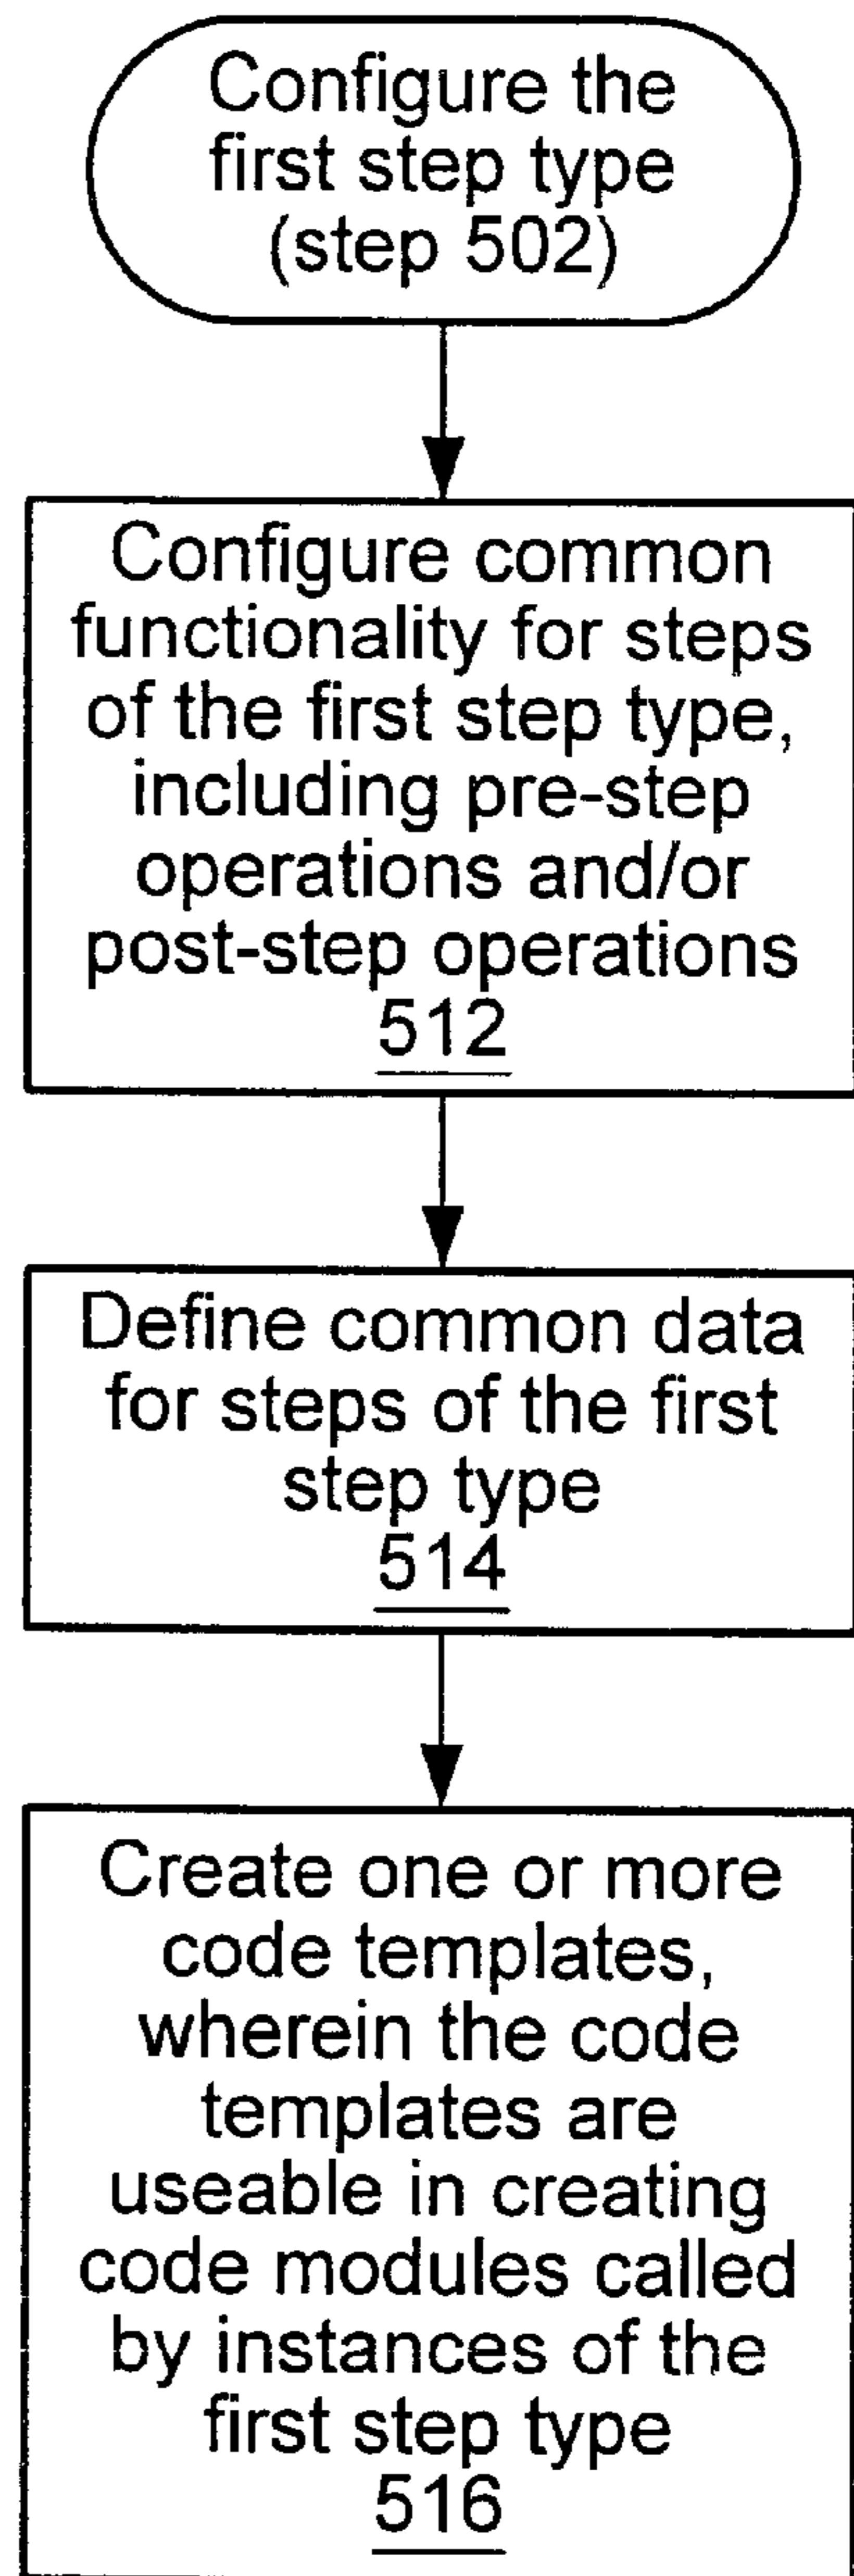 Configure the
first step type
(step 502)
Configure common
functionality for steps
of the first step type,
including pre-step
operations and/or
post-step operations
512
Define common data
for steps of the first
step type
514
Create one or more
code templates,
wherein the code
templates are
useable in creating
code modules called
by instances of the
first step type
516